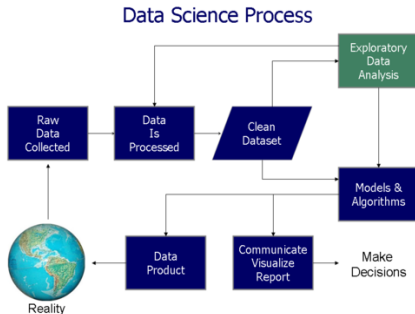 Data Science Process
Exploratory
Data
Analysis
Raw
Data
Collected
Data
Is
Processed
Clean
Dataset
Models &
Algorithms
Data
Product
Communicate
Visualize
Report
Make
Decisions
Reality